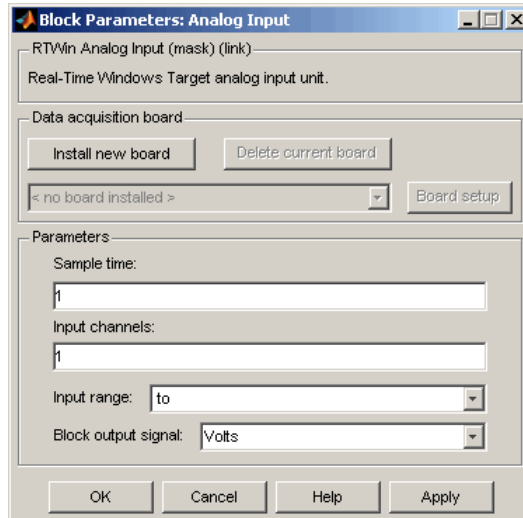 Block Parameters: Analog Input
RTWin Analog Input (mask) (link)
Real-Time Windows Target analog input unit.
Data acquisition board
Install new board Delete current board
< no board installed > Board setup
Parameters
Sample time:
1
Input channels:
1
Input range: to
Block output signal: Volts
OK Cancel Help Apply